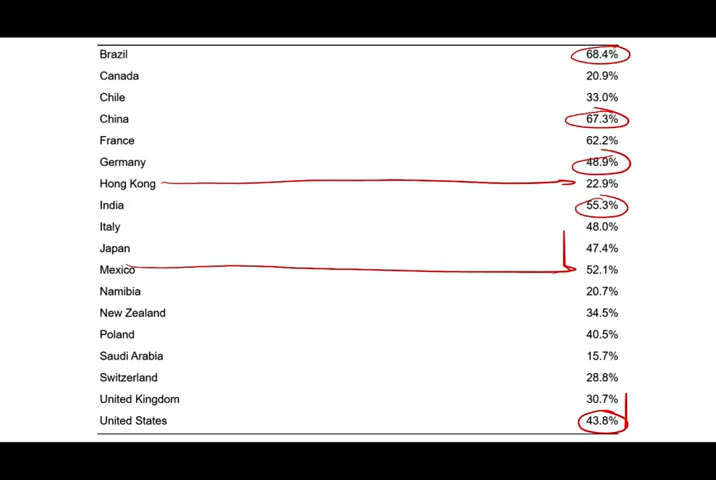 Brazil 68.4%
Canada 20.9%
Chile 33.0%
China 67.3%
France 62.2%
Germany 48.9%
Hong Kong 22.9%
India 55.3%
Italy 48.0%
Japan 47.4%
Mexico 52.1%
Namibia 20.7%
New Zealand 34.5%
Poland 40.5%
Saudi Arabia 15.7%
Switzerland 28.8%
United Kingdom 30.7%
United States 43.8%